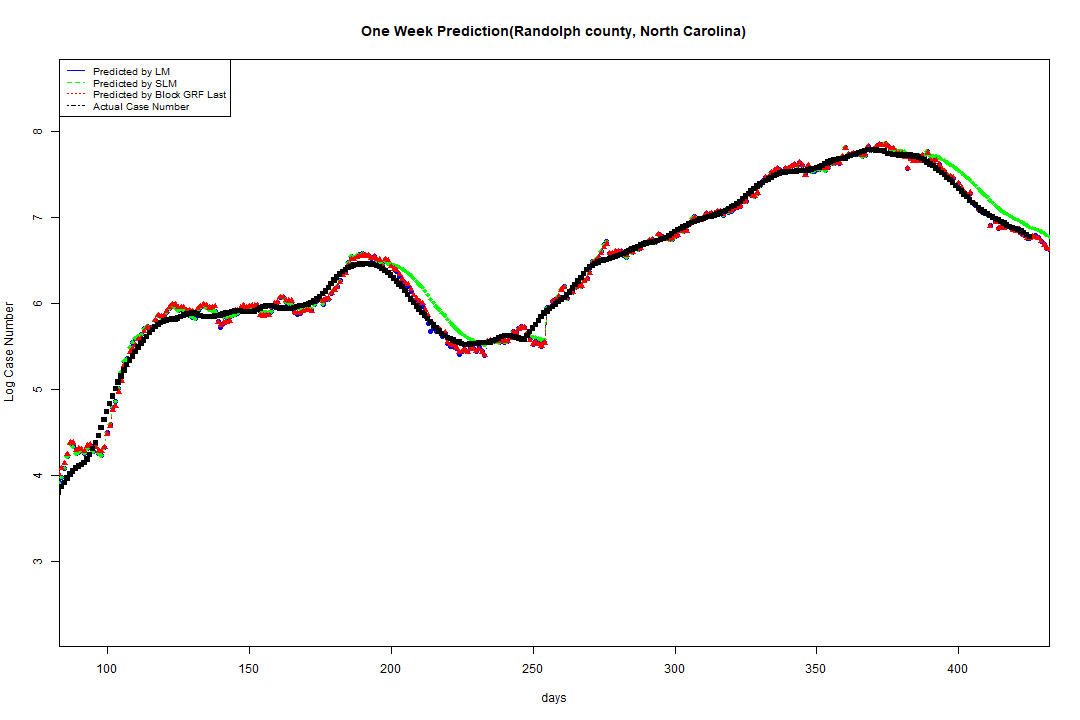 One Week Prediction(Randolph county, North Carolina)
Predicted by LM
Predicted by SLM
Predicted by Block GRF Last
Actual Case Number
8
7
6
5
4
3
Log Case Number
100 150 200 250 300 350 400
days